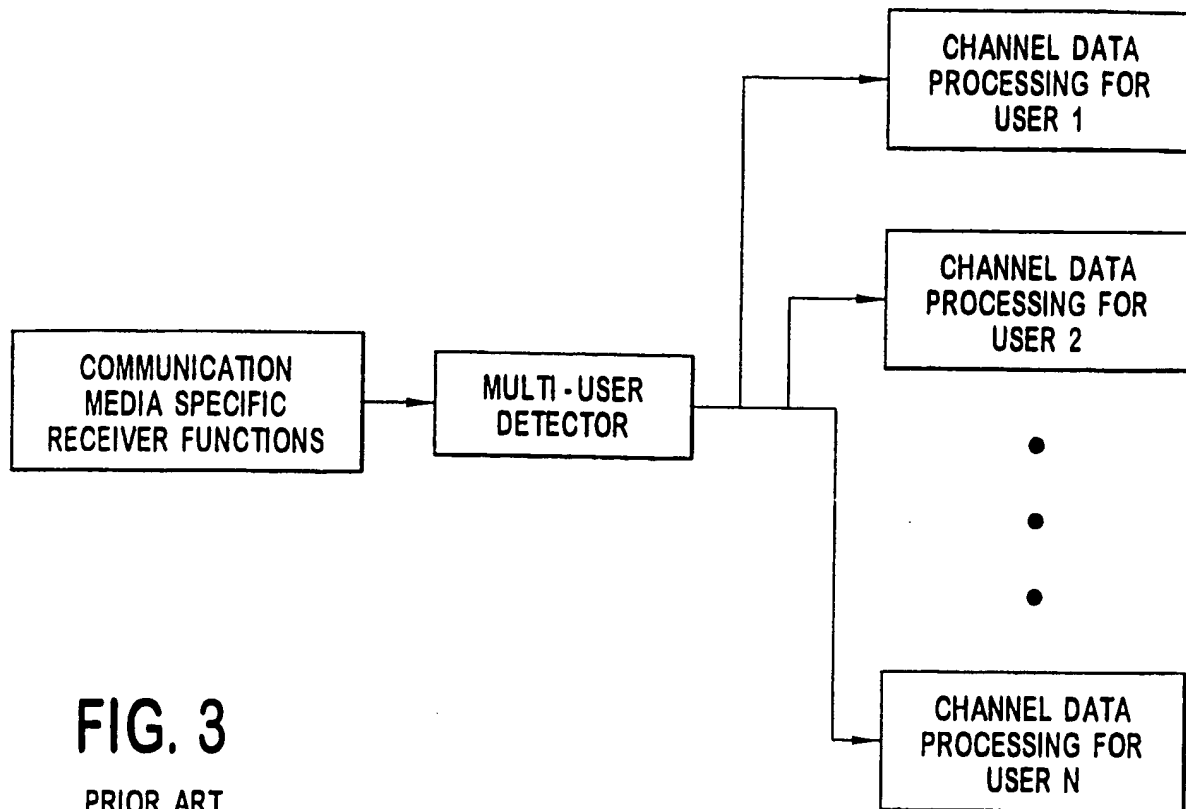 CHANNEL DATA
PROCESSING FOR
USER 1
CHANNEL DATA
PROCESSING FOR
USER 2
COMMUNICATION
MEDIA SPECIFIC
RECEIVER FUNCTIONS
MULTI-USER
DETECTOR
CHANNEL DATA
PROCESSING FOR
USER N
FIG. 3
PRIOR ART